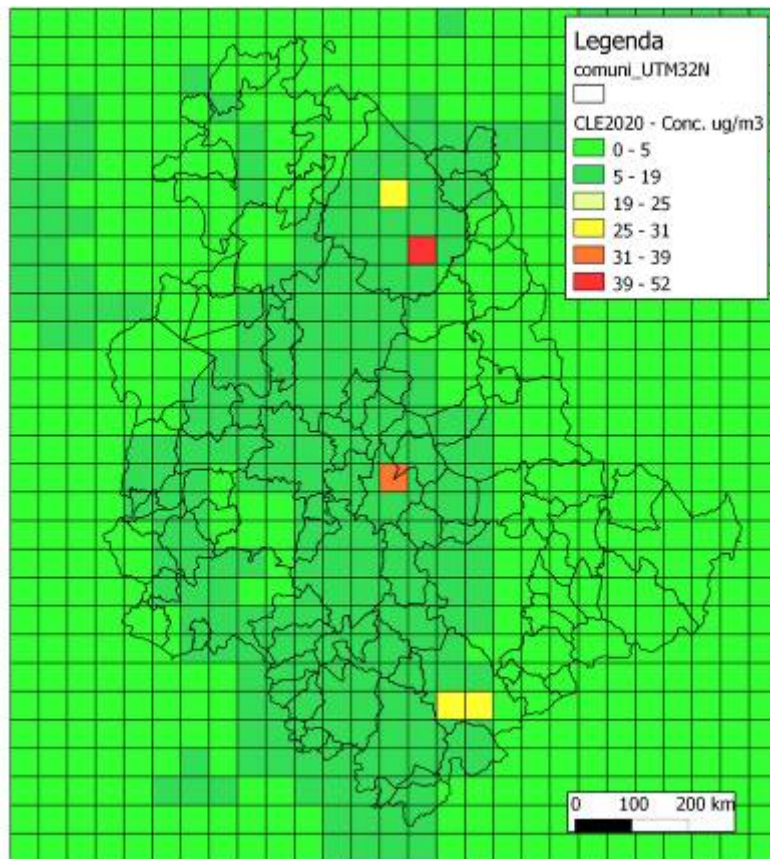 Legenda
comuni_UTM32N
CLE2020 - Conc. ug/m3
0 - 5
5 - 19
19 - 25
25 - 31
31 - 39
39 - 52
0 100 200 km